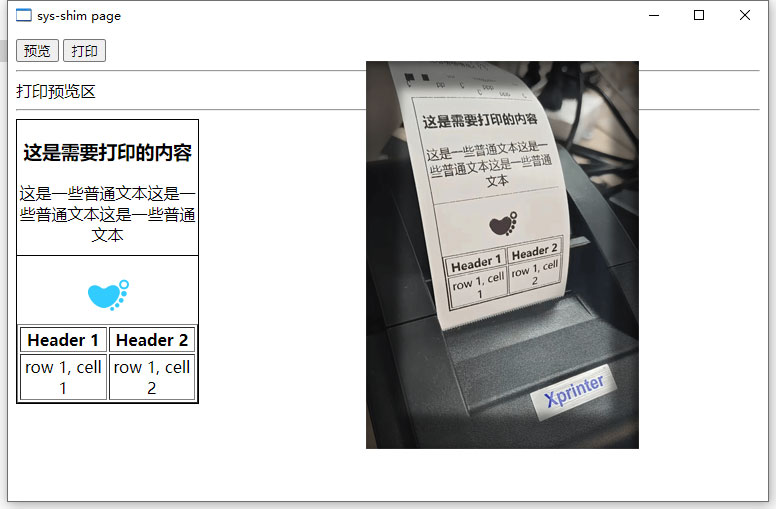 sys-shim page
预览 打印
打印预览区
这是需要打印的内容
这是一些普通文本这是一
些普通文本这是一些普通
文本
Header 1 Header 2
row 1, cell
1
row 1, cell
2
这是需要打印的内容
这是一些普通文本这是一
些普通文本这是一些普通
文本
Header 1 Header 2
row 1, cell
1
row 1, cell
2
Xprinter